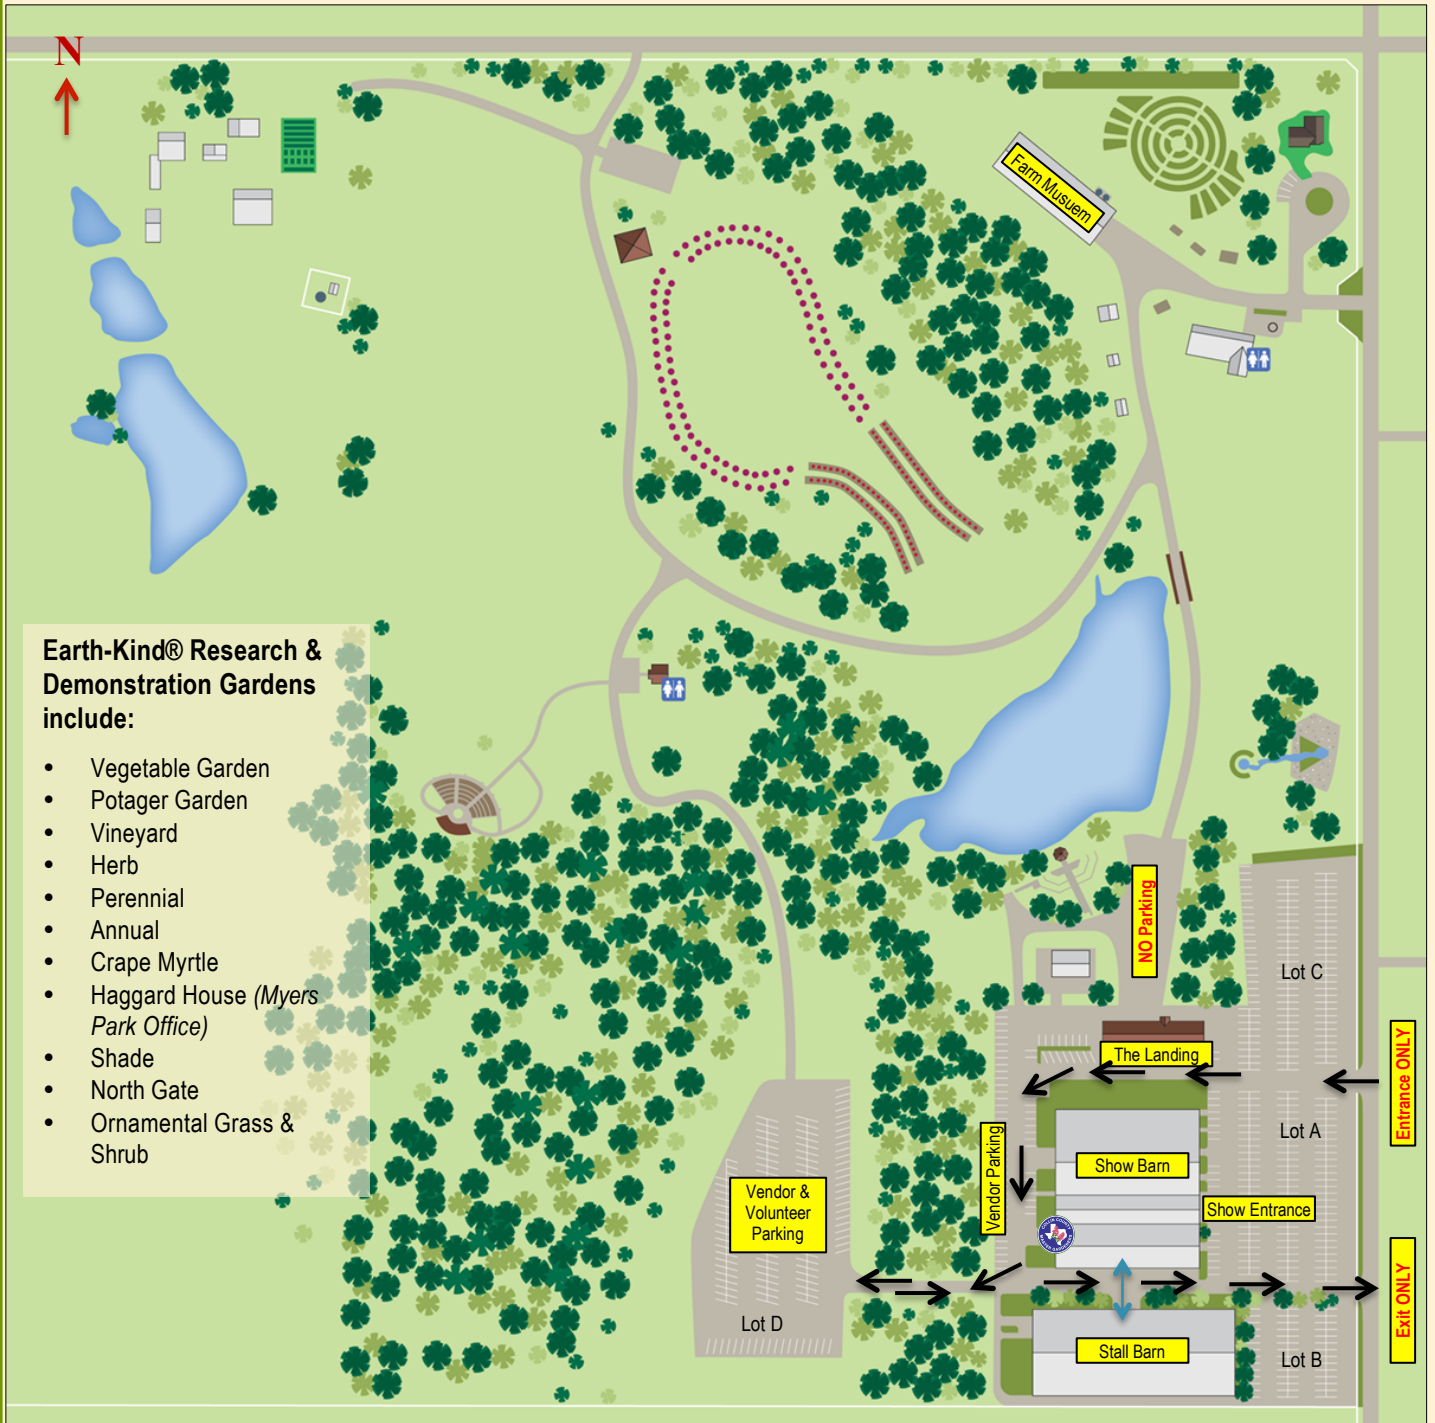 N
Farm Musuem
Earth-Kind® Research &
Demonstration Gardens
include:
• Vegetable Garden
• Potager Garden
• Vineyard
• Herb
• Perennial
• Annual
• Crape Myrtle
• Haggard House (Myers
Park Office)
• Shade
• North Gate
• Ornamental Grass &
Shrub
NO Parking
Lot C
The Landing
Entrance ONLY
Lot A
Vendor Parking
Show Barn
Vendor &
Volunteer
Parking
Show Entrance
Exit ONLY
Lot D
Stall Barn
Lot B